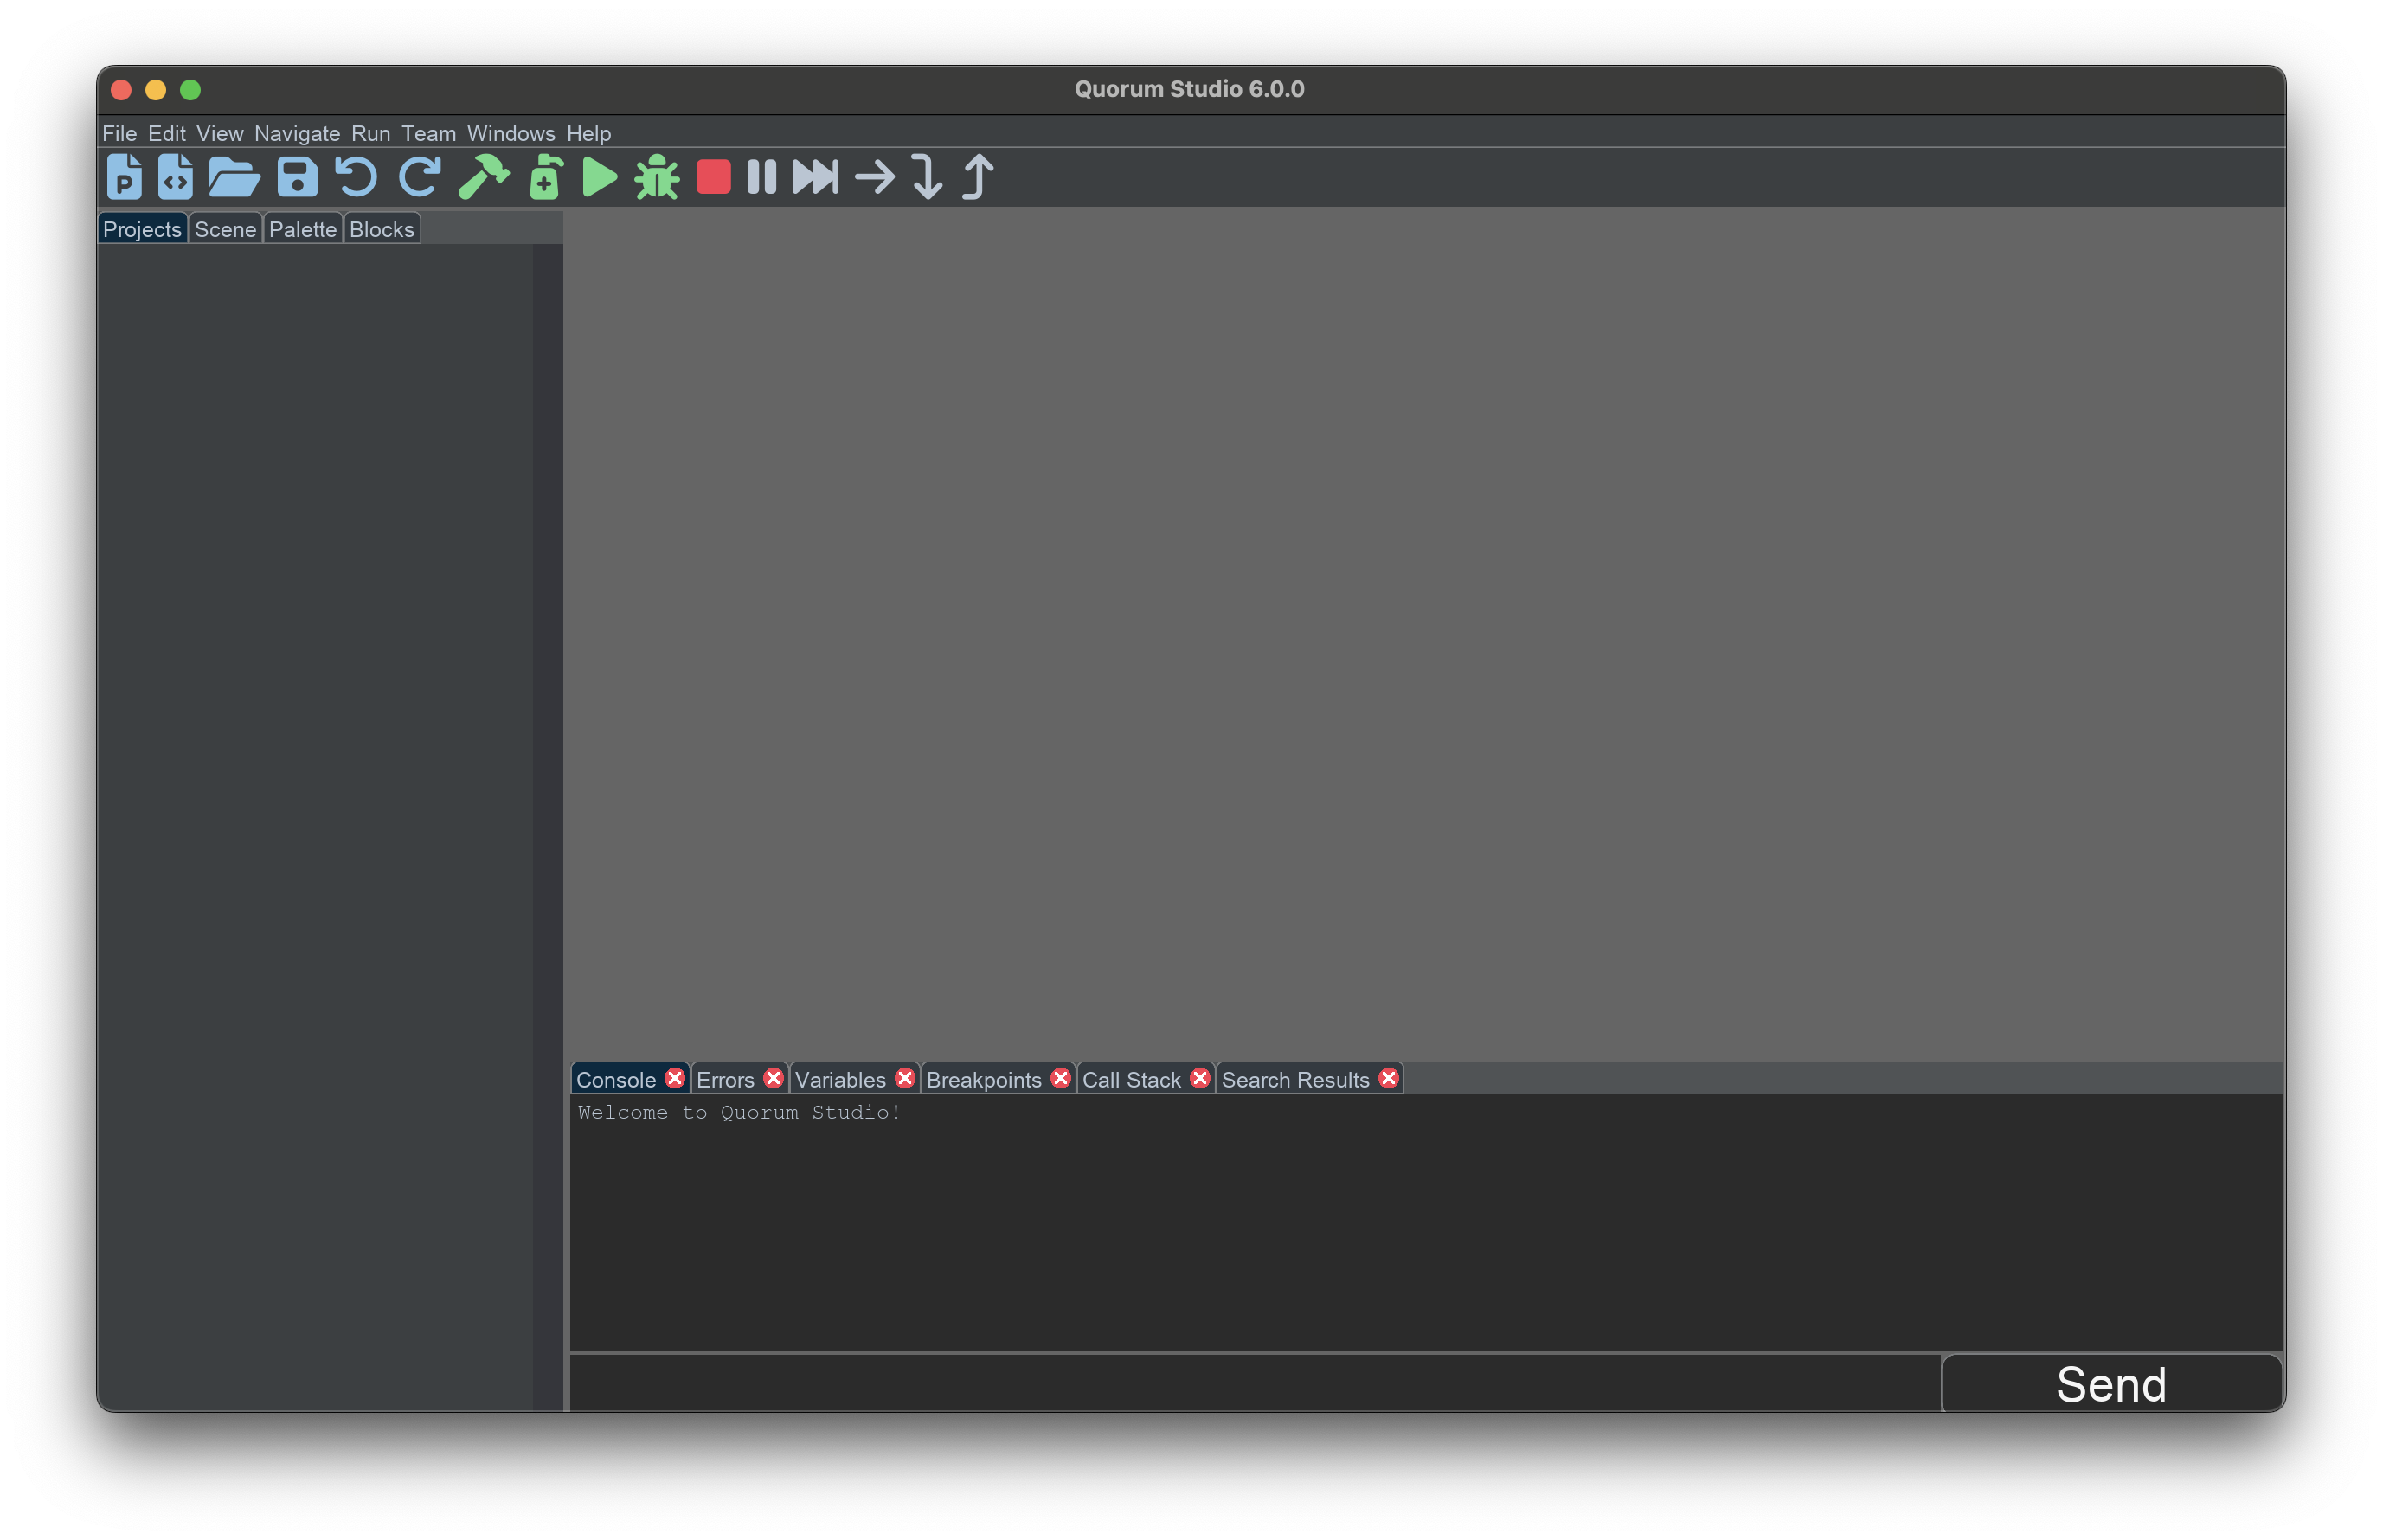 Quorum Studio 6.0.0
File Edit View Navigate Run Team Windows Help
P
Projects Scene Palette Blocks
Console Errors Variables Breakpoints Call Stack Search Results
Welcome to Quorum Studio!
Send